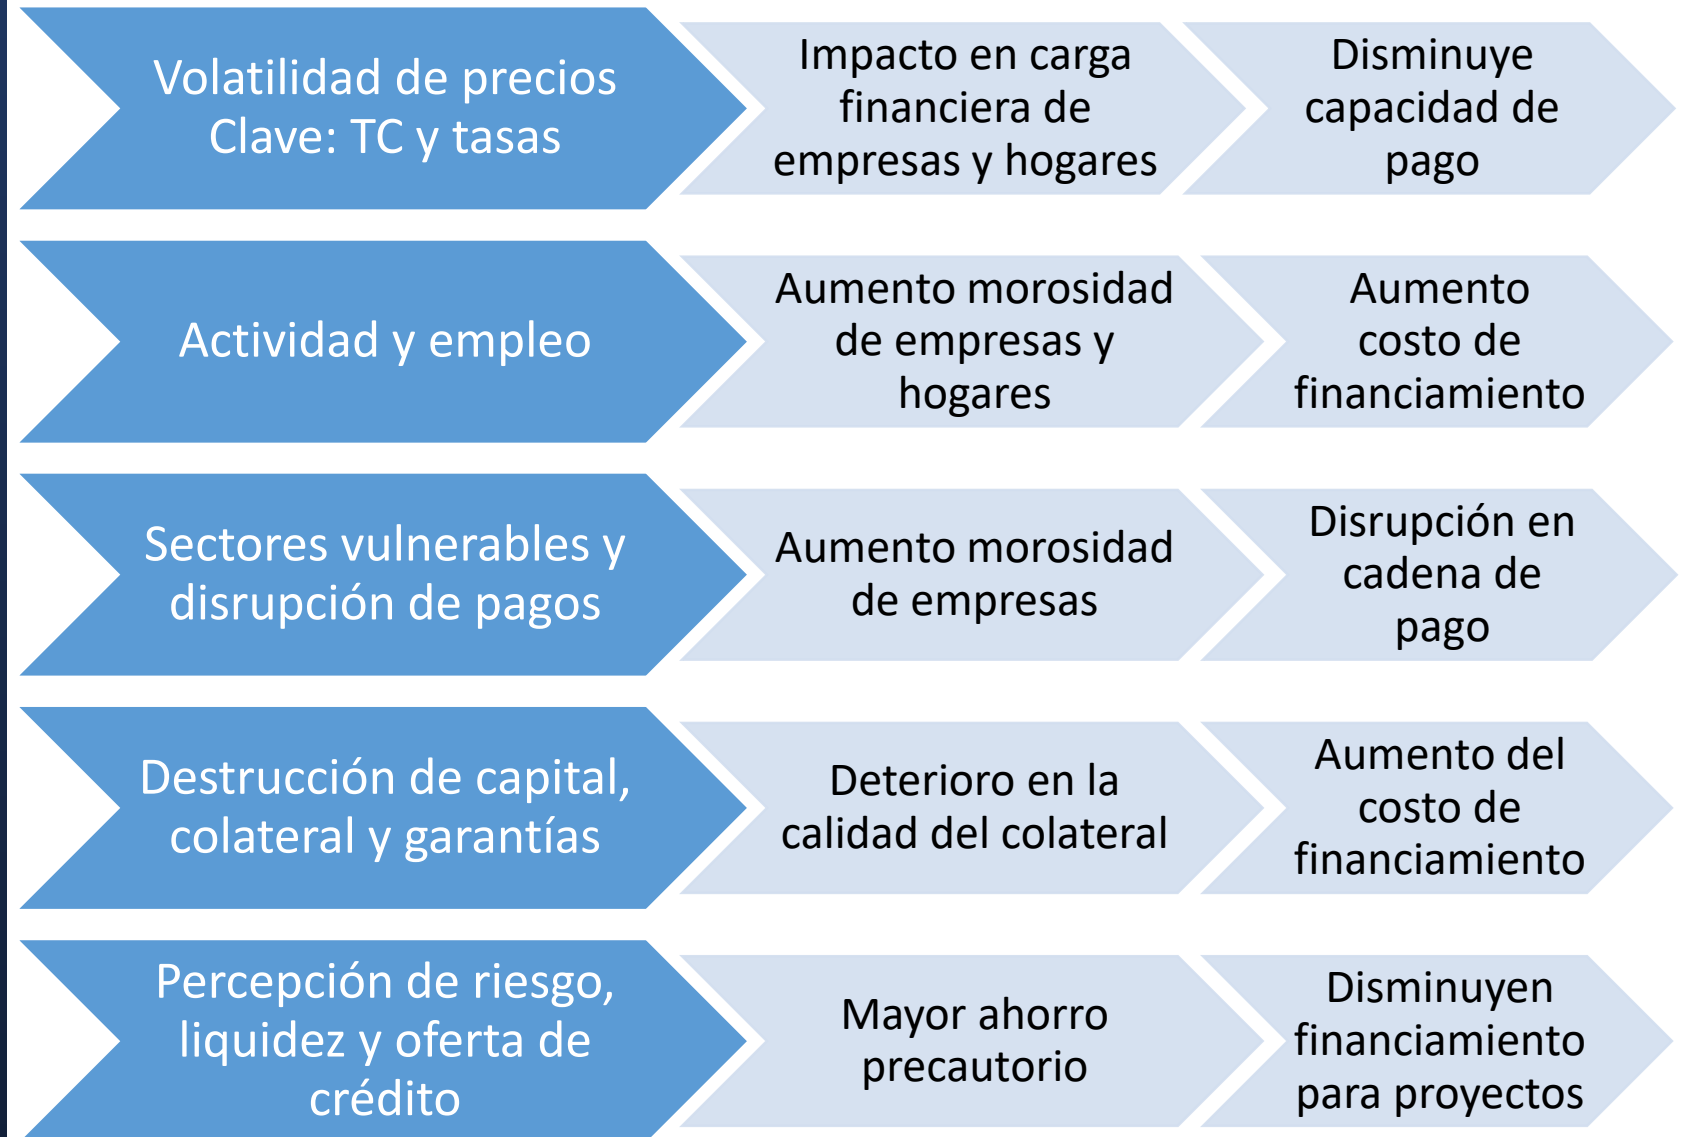 Volatilidad de precios
Clave: TC y tasas
Impacto en carga
financiera de
empresas y hogares
Disminuye
capacidad de
pago
Actividad y empleo
Aumento morosidad
de empresas y
hogares
Aumento
costo de
financiamiento
Sectores vulnerables y
disrupción de pagos
Aumento morosidad
de empresas
Disrupción en
cadena de
pago
Destrucción de capital,
colateral y garantías
Deterioro en la
calidad del colateral
Aumento del
costo de
financiamiento
Percepción de riesgo,
liquidez y oferta de
crédito
Mayor ahorro
precautorio
Disminuyen
financiamiento
para proyectos